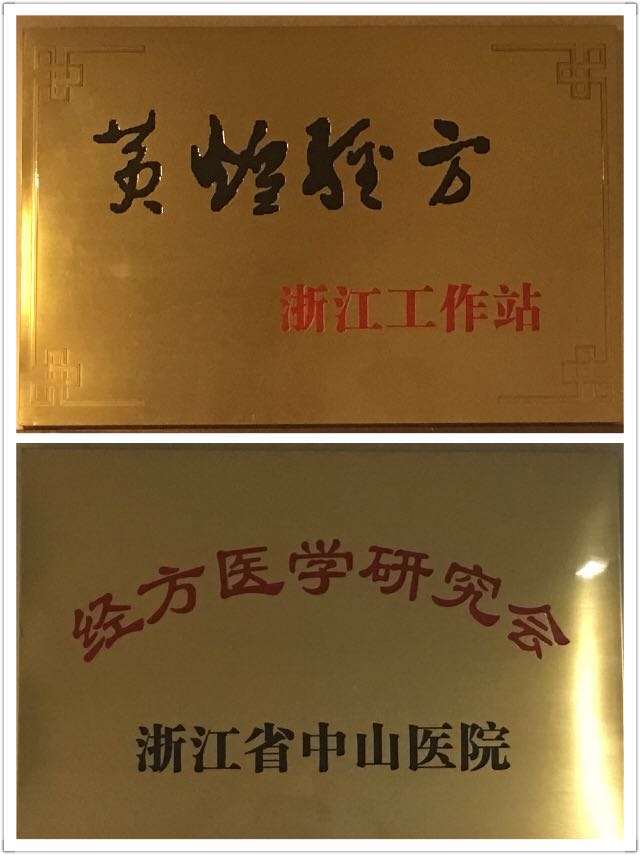 黄煌經方
浙江工作站
经方医学研究会
浙江省中山医院